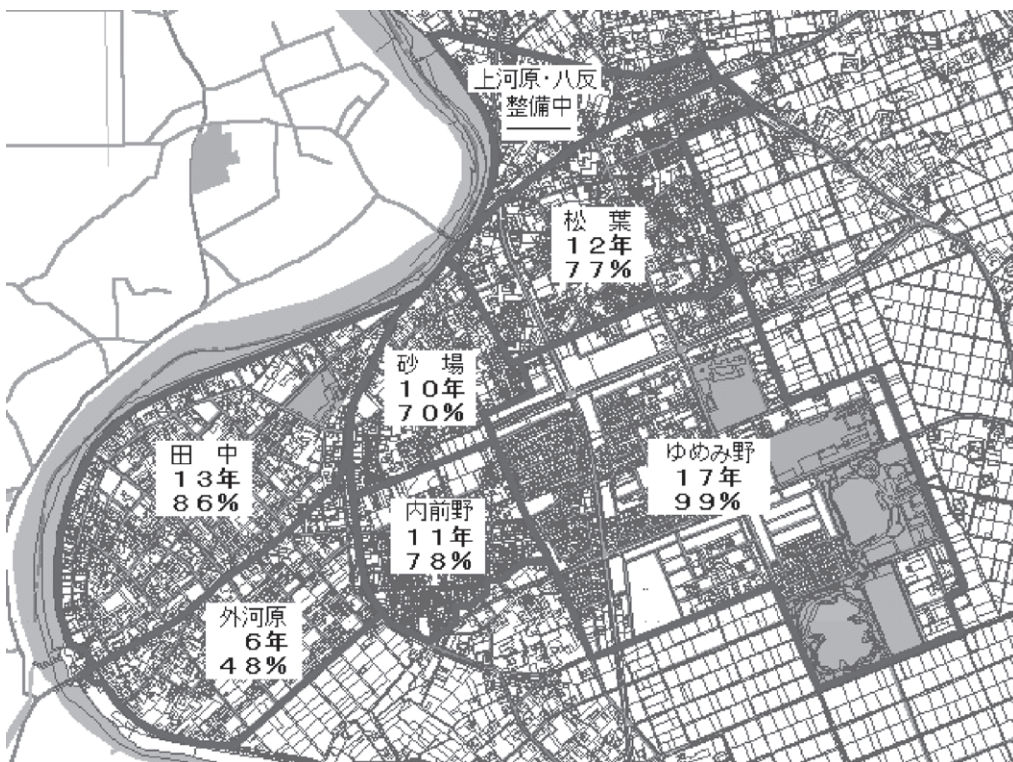 上河原・八反
整備中
松　葉
１２年
７７％
砂　場
１０年
７０％
田　中
１３年
８６％
ゆめみ野
１７年
９９％
内前野
１１年
７８％
外河原
６年
４８％